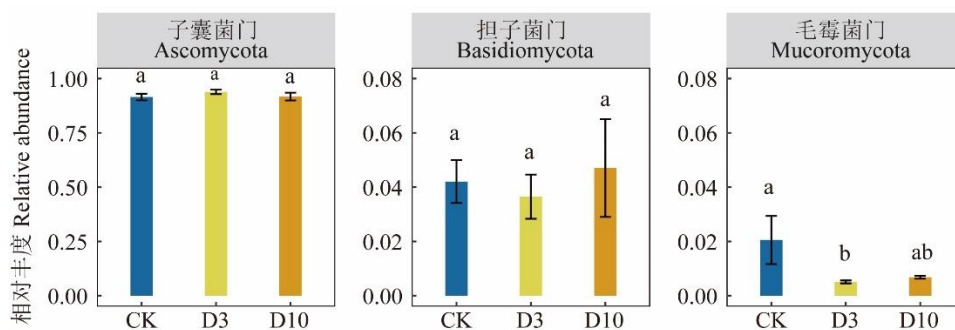 子囊菌门
Ascomycota
担子菌门
Basidiomycota
毛霉菌门
Mucoromycota
相对丰度 Relative abundance
1.00
0.75
0.50
0.25
0.00
a
a
a
CK
D3
D10
0.08
0.06
0.04
0.02
0.00
a
a
a
CK
D3
D10
0.08
0.06
0.04
0.02
0.00
a
b
ab
CK
D3
D10